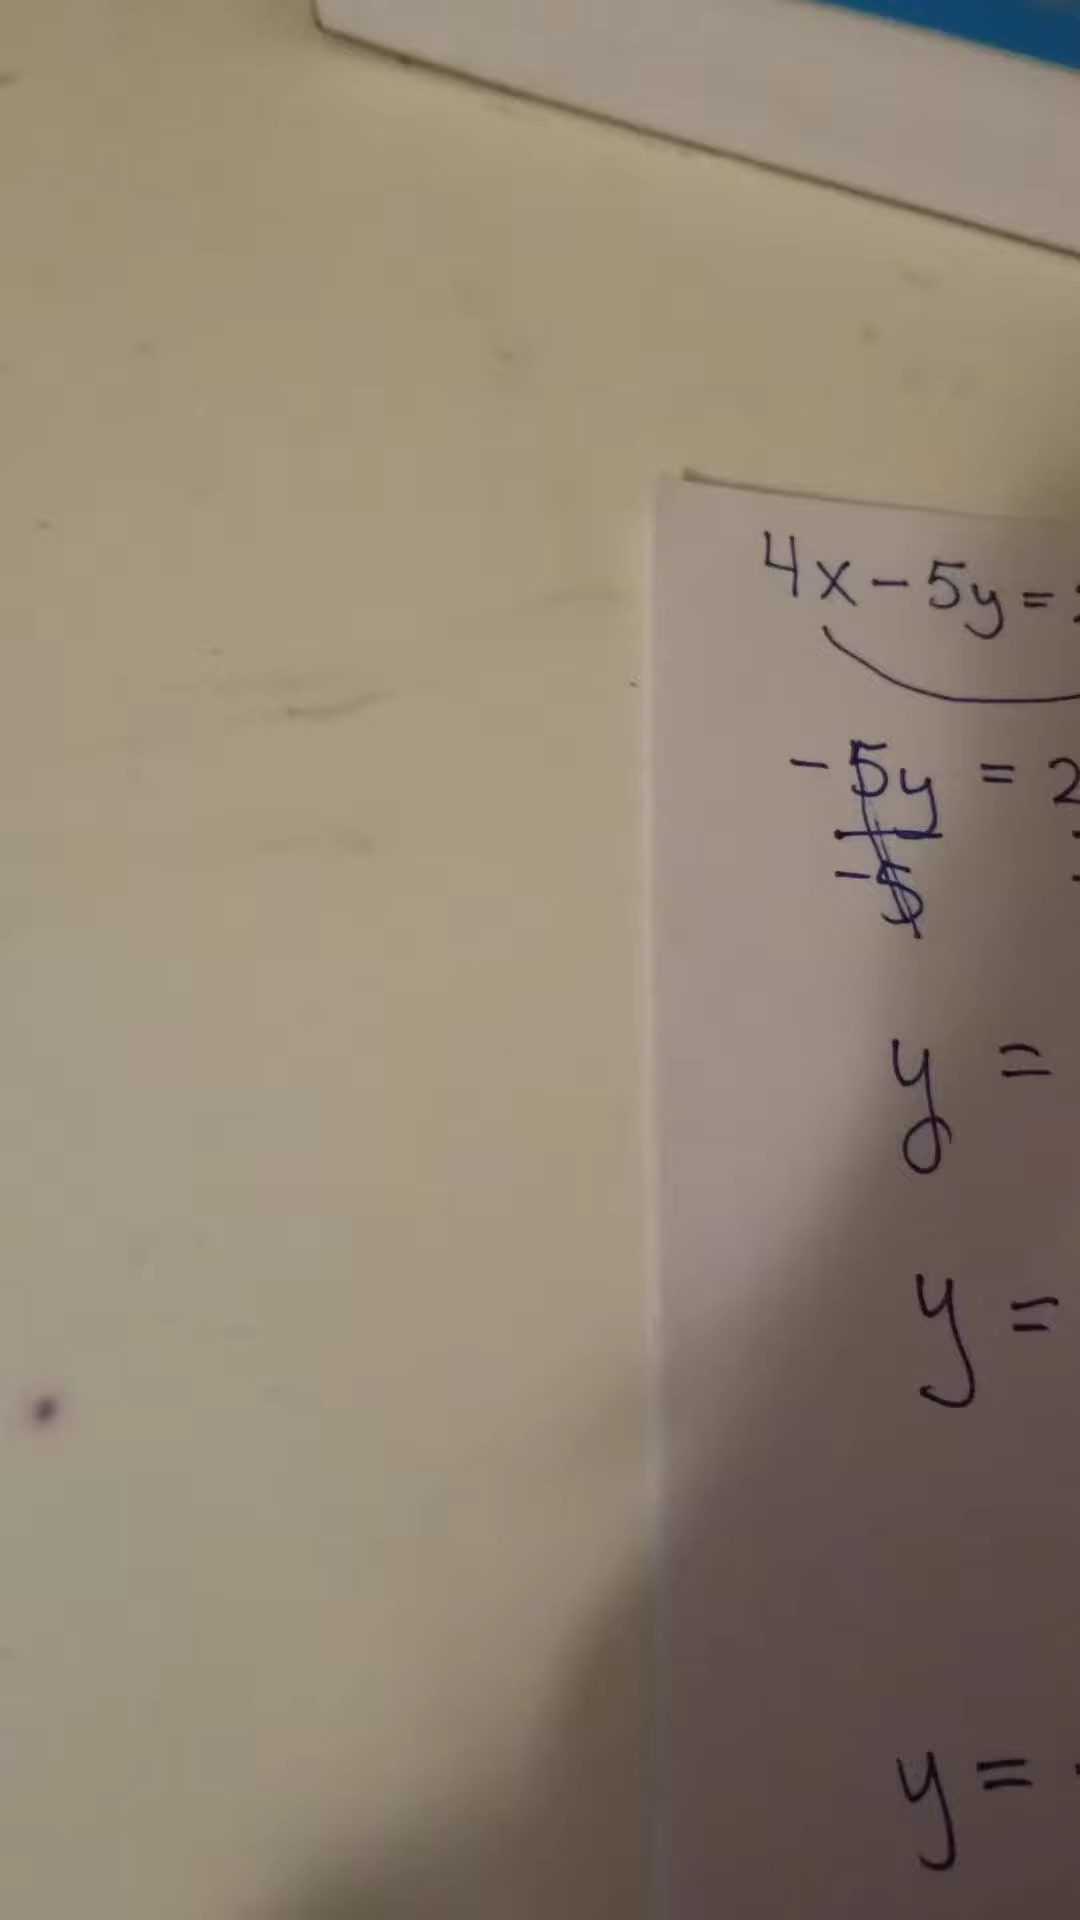 4x - 5y =
- 5y = 2
- 5
y =
y =
y =